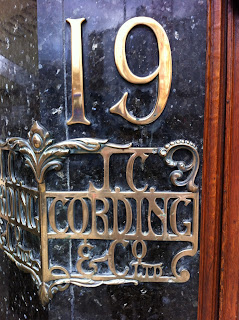 19
J.C.
CORDING
& Co LTD